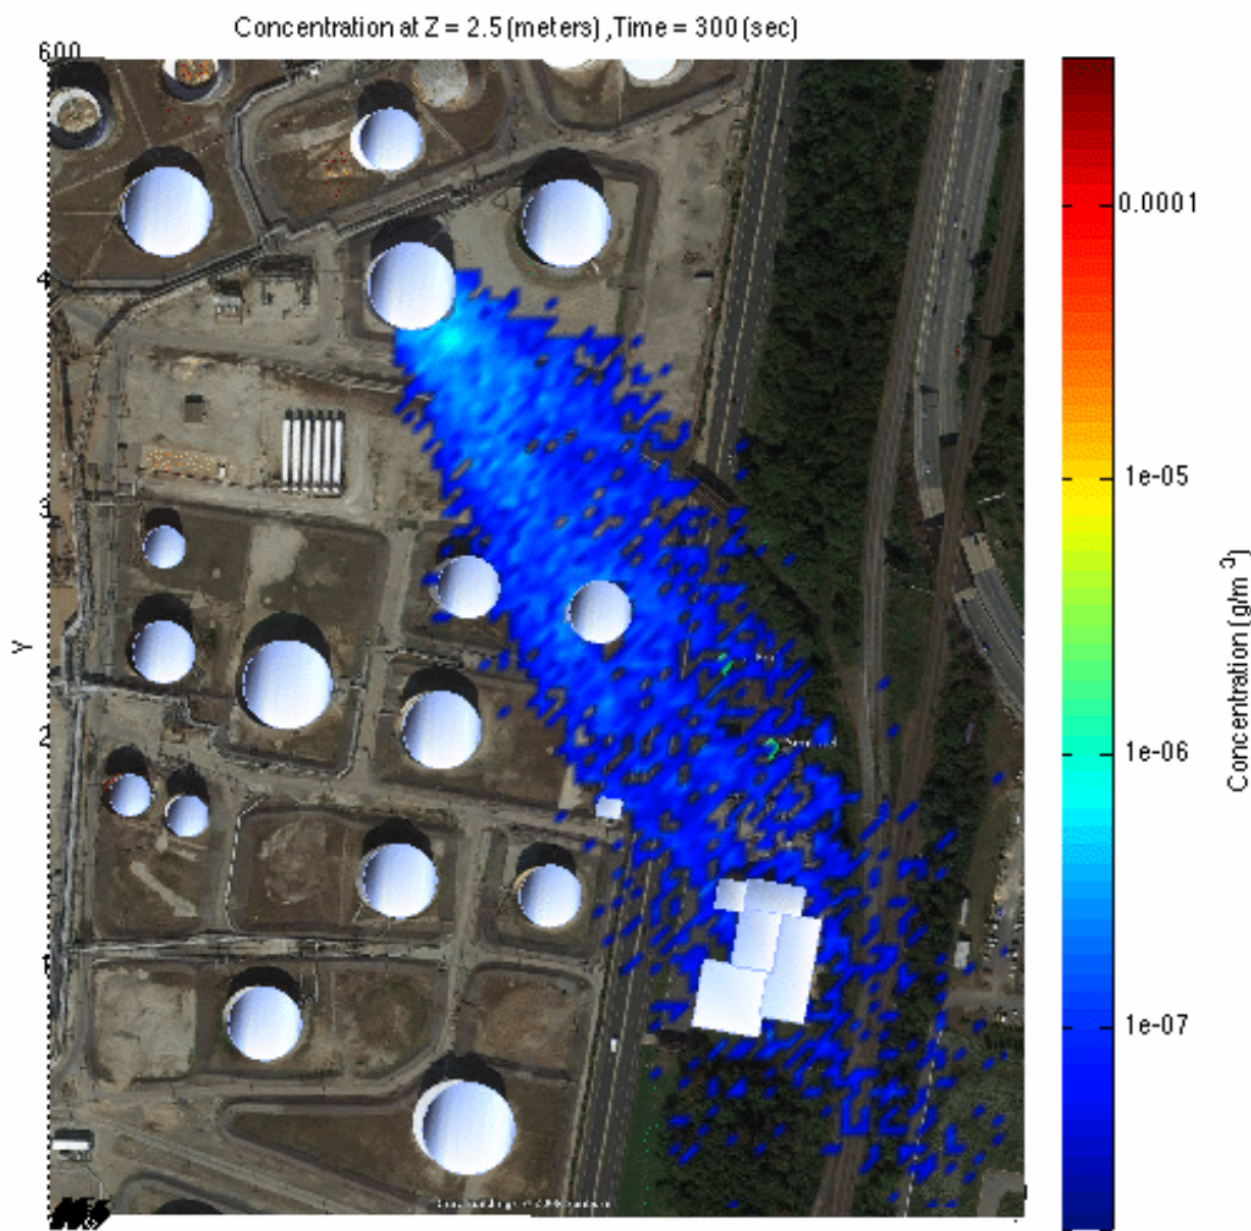 Concentration at Z = 2.5 (meters) ,Time = 300 (sec)
600
4
3
2
1
Y
0.0001
1e-05
1e-06
1e-07
Concentration (g/m^3)